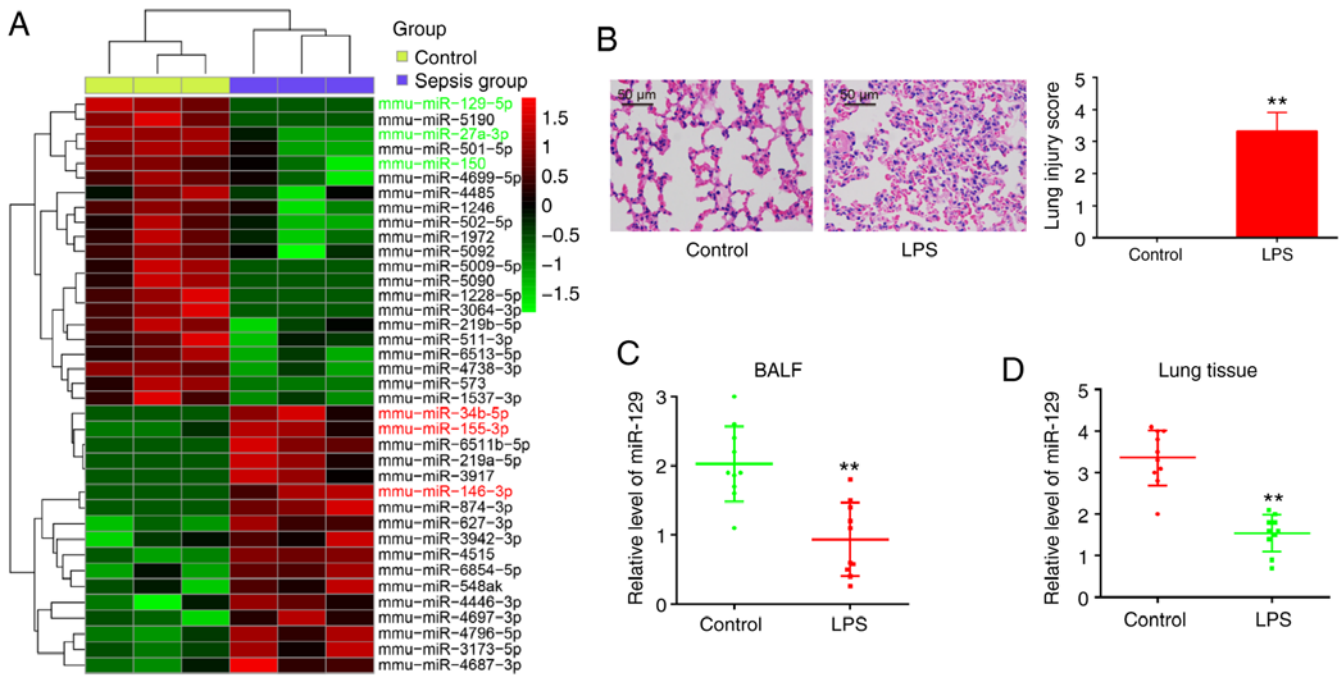 A
Group
Control
Sepsis group
mmu-miR-129-5p
mmu-miR-5190
mmu-miR-27a-3p
mmu-miR-501-5p
mmu-miR-150
mmu-miR-4699-5p
mmu-miR-4485
mmu-miR-1246
mmu-miR-502-5p
mmu-miR-1972
mmu-miR-5092
mmu-miR-5009-5p
mmu-miR-5090
mmu-miR-1228-5p
mmu-miR-3064-3p
mmu-miR-219b-5p
mmu-miR-511-3p
mmu-miR-6513-5p
mmu-miR-4738-3p
mmu-miR-573
mmu-miR-1537-3p
mmu-miR-34b-5p
mmu-miR-155-3p
mmu-miR-6511b-5p
mmu-miR-219a-5p
mmu-miR-3917
mmu-miR-146-3p
mmu-miR-874-3p
mmu-miR-627-3p
mmu-miR-3942-3p
mmu-miR-4515
mmu-miR-6854-5p
mmu-miR-548ak
mmu-miR-4446-3p
mmu-miR-4697-3p
mmu-miR-4796-5p
mmu-miR-3173-5p
mmu-miR-4687-3p
1.5
1
0.5
0
−0.5
−1
−1.5
B
50 µm
50 µm
Control
LPS
Lung injury score
5
4
3
2
1
0
**
Control
LPS
C
BALF
Relative level of miR-129
3
2
1
0
**
Control
LPS
D
Lung tissue
Relative level of miR-129
5
4
3
2
1
0
**
Control
LPS